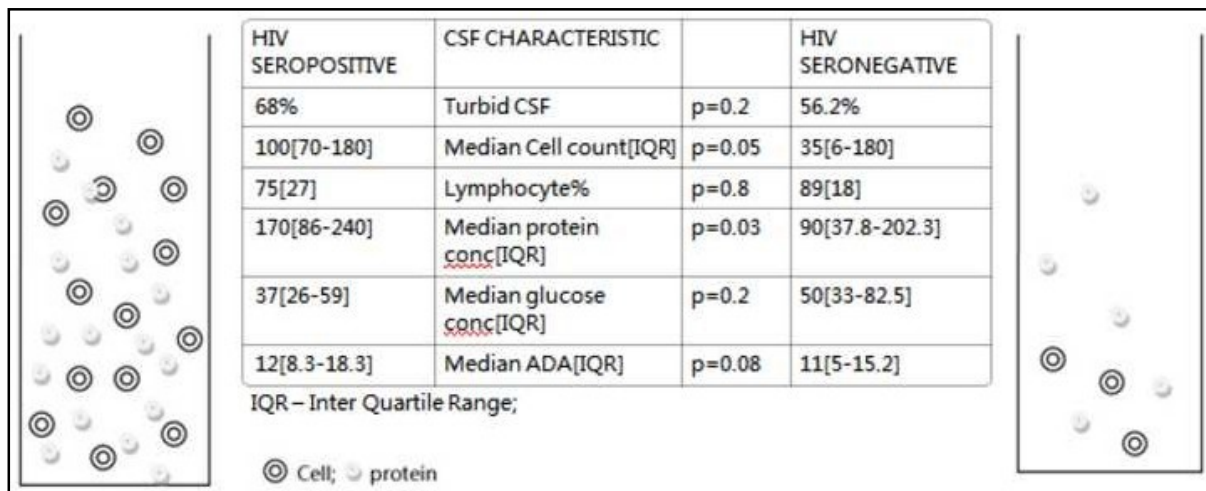 HIV SEROPOSITIVE CSF CHARACTERISTIC HIV SERONEGATIVE
68% Turbid CSF p=0.2 56.2%
100[70-180] Median Cell count[IQR] p=0.05 35[6-180]
75[27] Lymphocyte% p=0.8 89[18]
170[86-240] Median protein conc[IQR] p=0.03 90[37.8-202.3]
37[26-59] Median glucose conc[IQR] p=0.2 50[33-82.5]
12[8.3-18.3] Median ADA[IQR] p=0.08 11[5-15.2]
IQR – Inter Quartile Range;
Cell; protein